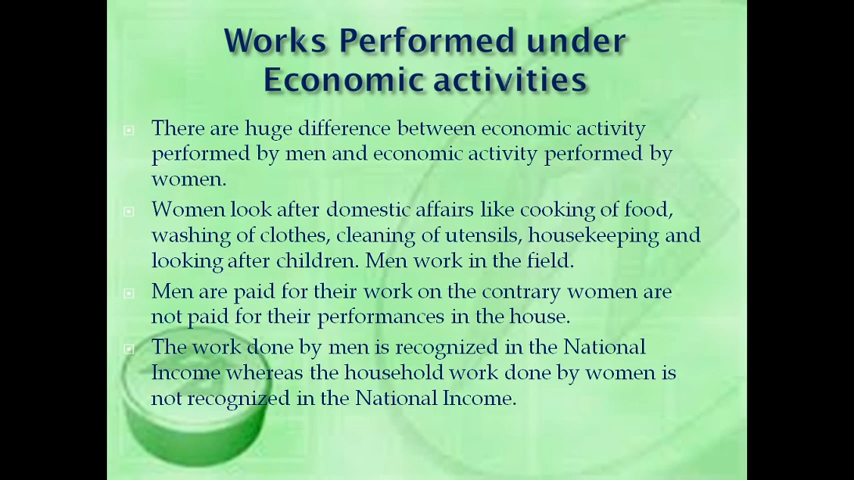 Works Performed under
Economic activities
There are huge difference between economic activity
performed by men and economic activity performed by
women.
Women look after domestic affairs like cooking of food,
washing of clothes, cleaning of utensils, housekeeping and
looking after children. Men work in the field.
Men are paid for their work on the contrary women are
not paid for their performances in the house.
The work done by men is recognized in the National
Income whereas the household work done by women is
not recognized in the National Income.